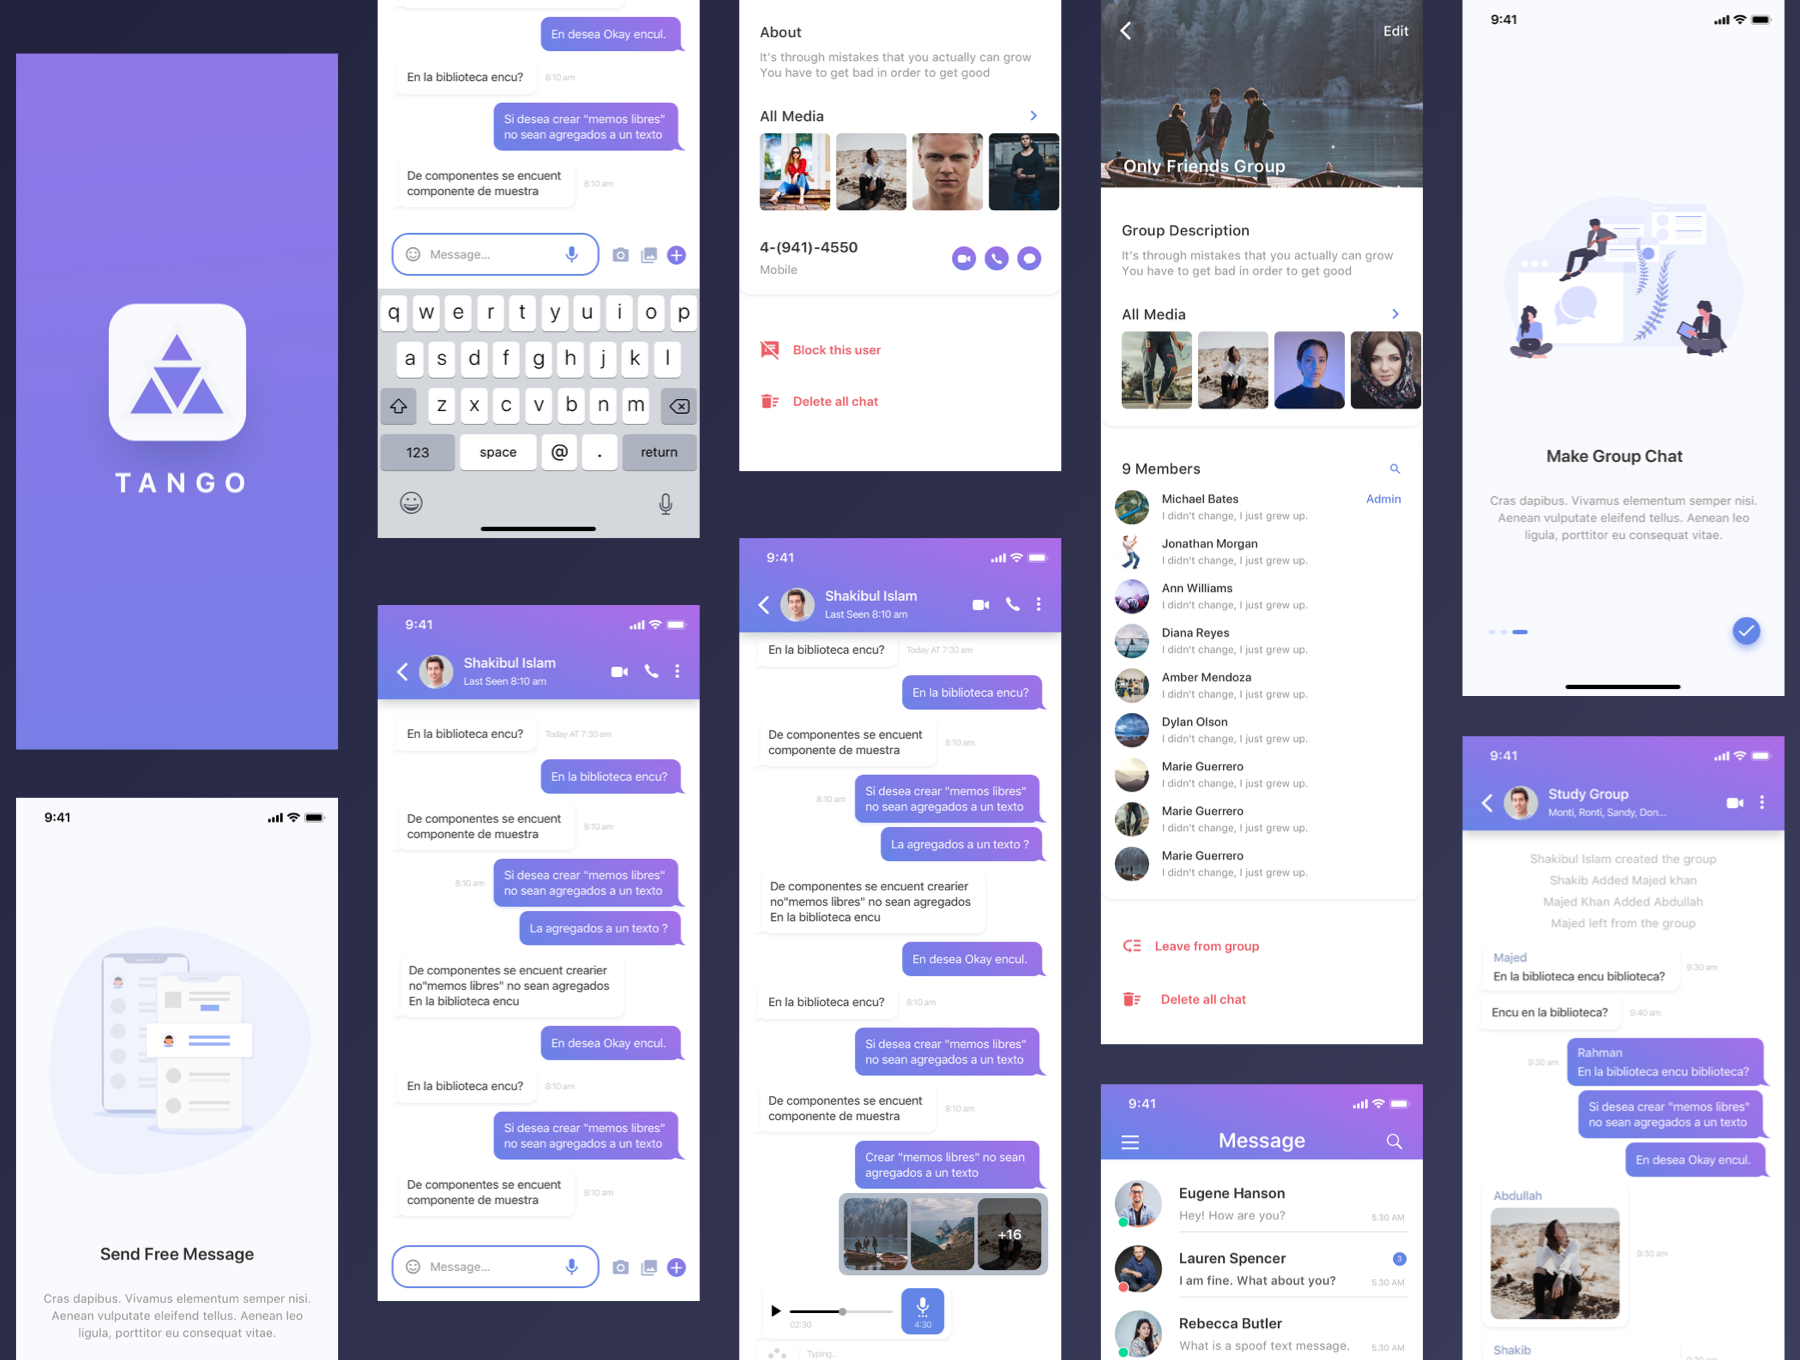 TANGO
9:41
Send Free Message
Cras dapibus. Vivamus elementum semper nisi.
Aenean vulputate eleifend tellus. Aenean leo
ligula, porttitor eu consequat vitae.
En desea Okay encul.
En la biblioteca encu?
8:10 am
Si desea crear "memos libres"
no sean agregados a un texto
De componentes se encuent
componente de muestra
8:10 am
Message...
q w e r t y u i o p
a s d f g h j k l
z x c v b n m
123
space
@
.
return
9:41
Shakibul Islam
Last Seen 8:10 am
En la biblioteca encu?
Today AT 7:30 am
En la biblioteca encu?
De componentes se encuent
componente de muestra
8:10 am
Si desea crear "memos libres"
no sean agregados a un texto
8:10 am
La agregados a un texto ?
De componentes se encuent crearier
no"memos libres" no sean agregados
En la biblioteca encu
En desea Okay encul.
En la biblioteca encu?
8:10 am
Si desea crear "memos libres"
no sean agregados a un texto
De componentes se encuent
componente de muestra
8:10 am
Message...
About
It's through mistakes that you actually can grow
You have to get bad in order to get good
All Media
4-(941)-4550
Mobile
Block this user
Delete all chat
9:41
Shakibul Islam
Last Seen 8:10 am
En la biblioteca encu?
Today AT 7:30 am
En la biblioteca encu?
De componentes se encuent
componente de muestra
8:10 am
Si desea crear "memos libres"
no sean agregados a un texto
8:10 am
La agregados a un texto ?
De componentes se encuent crearier
no"memos libres" no sean agregados
En la biblioteca encu
En desea Okay encul.
En la biblioteca encu?
8:10 am
Si desea crear "memos libres"
no sean agregados a un texto
De componentes se encuent
componente de muestra
8:10 am
Crear "memos libres" no sean
agregados a un texto
+16
02:30
4:30
Typing...
Edit
Only Friends Group
Group Description
It's through mistakes that you actually can grow
You have to get bad in order to get good
All Media
9 Members
Michael Bates
Admin
I didn't change, I just grew up.
Jonathan Morgan
I didn't change, I just grew up.
Ann Williams
I didn't change, I just grew up.
Diana Reyes
I didn't change, I just grew up.
Amber Mendoza
I didn't change, I just grew up.
Dylan Olson
I didn't change, I just grew up.
Marie Guerrero
I didn't change, I just grew up.
Marie Guerrero
I didn't change, I just grew up.
Marie Guerrero
I didn't change, I just grew up.
Leave from group
Delete all chat
9:41
Message
Eugene Hanson
Hey! How are you?
5.30 AM
Lauren Spencer
3
I am fine. What about you?
5.30 AM
Rebecca Butler
What is a spoof text message.
5.30 AM
9:41
Make Group Chat
Cras dapibus. Vivamus elementum semper nisi.
Aenean vulputate eleifend tellus. Aenean leo
ligula, porttitor eu consequat vitae.
9:41
Study Group
Monti, Ronti, Sandy, Don...
Shakibul Islam created the group
Shakib Added Majed khan
Majed Khan Added Abdullah
Majed left from the group
Majed
En la biblioteca encu biblioteca?
9:30 am
Encu en la biblioteca?
9:40 am
Rahman
En la biblioteca encu biblioteca?
9:30 am
Si desea crear "memos libres"
no sean agregados a un texto
En desea Okay encul.
Abdullah
9:30 am
Shakib